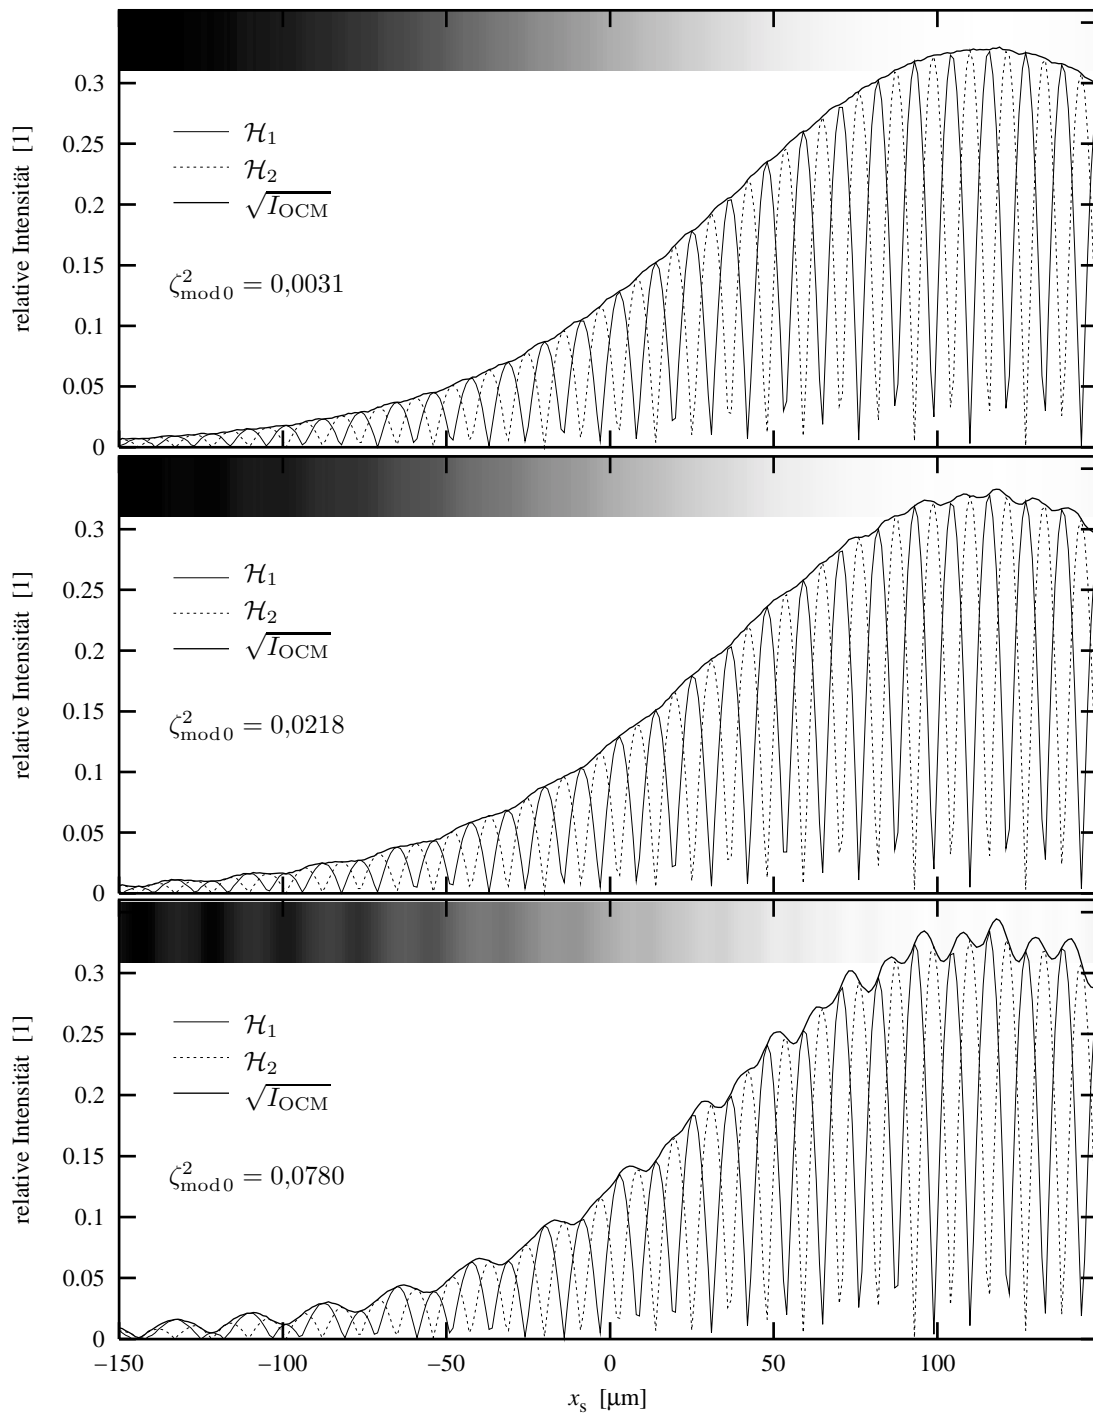 0.3
0.25
0.2
0.15
0.1
0.05
0
relative Intensität [1]
ℋ₁
ℋ₂
√I_OCM
ζ²_mod 0 = 0,0031
0.3
0.25
0.2
0.15
0.1
0.05
0
relative Intensität [1]
ℋ₁
ℋ₂
√I_OCM
ζ²_mod 0 = 0,0218
0.3
0.25
0.2
0.15
0.1
0.05
0
relative Intensität [1]
ℋ₁
ℋ₂
√I_OCM
ζ²_mod 0 = 0,0780
−150 −100 −50 0 50 100
x_s [µm]